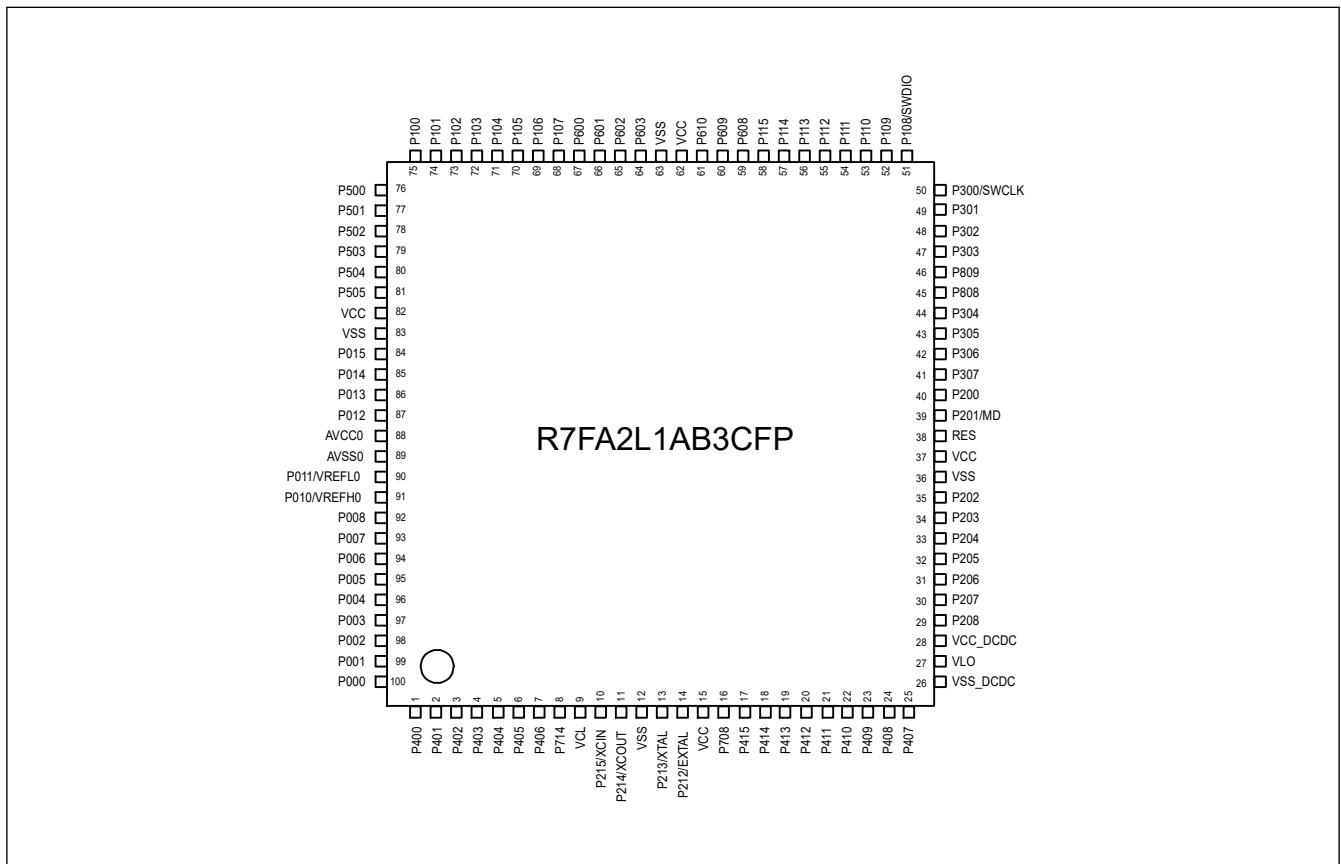 P100 P101 P102 P103 P104 P105 P106 P107 P600 P601 P602 P603 VSS VCC P610 P609 P608 P115 P114 P113 P112 P111 P110 P109 P108/SWDIO
75 74 73 72 71 70 69 68 67 66 65 64 63 62 61 60 59 58 57 56 55 54 53 52 51
P500 76 50 P300/SWCLK
P501 77 49 P301
P502 78 48 P302
P503 79 47 P303
P504 80 46 P809
P505 81 45 P808
VCC 82 44 P304
VSS 83 43 P305
P015 84 42 P306
P014 85 41 P307
P013 86 40 P200
P012 87 39 P201/MD
AVCC0 88 38 RES
R7FA2L1AB3CFP
AVSS0 89 37 VCC
P011/VREFL0 90 36 VSS
P010/VREFH0 91 35 P202
P008 92 34 P203
P007 93 33 P204
P006 94 32 P205
P005 95 31 P206
P004 96 30 P207
P003 97 29 P208
P002 98 28 VCC_DCDC
P001 99 27 VLO
P000 100 26 VSS_DCDC
1 2 3 4 5 6 7 8 9 10 11 12 13 14 15 16 17 18 19 20 21 22 23 24 25
P400 P401 P402 P403 P404 P405 P406 P714 VCL P215/XCIN P214/XCOUT VSS P213/XTAL P212/EXTAL VCC P708 P415 P414 P413 P412 P411 P410 P409 P408 P407